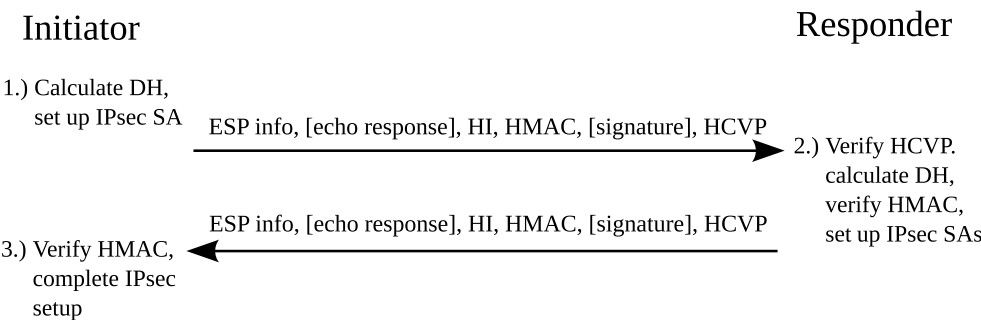 Initiator
Responder
1.) Calculate DH,
set up IPsec SA
ESP info, [echo response], HI, HMAC, [signature], HCVP
2.) Verify HCVP.
calculate DH,
verify HMAC,
set up IPsec SAs
ESP info, [echo response], HI, HMAC, [signature], HCVP
3.) Verify HMAC,
complete IPsec
setup